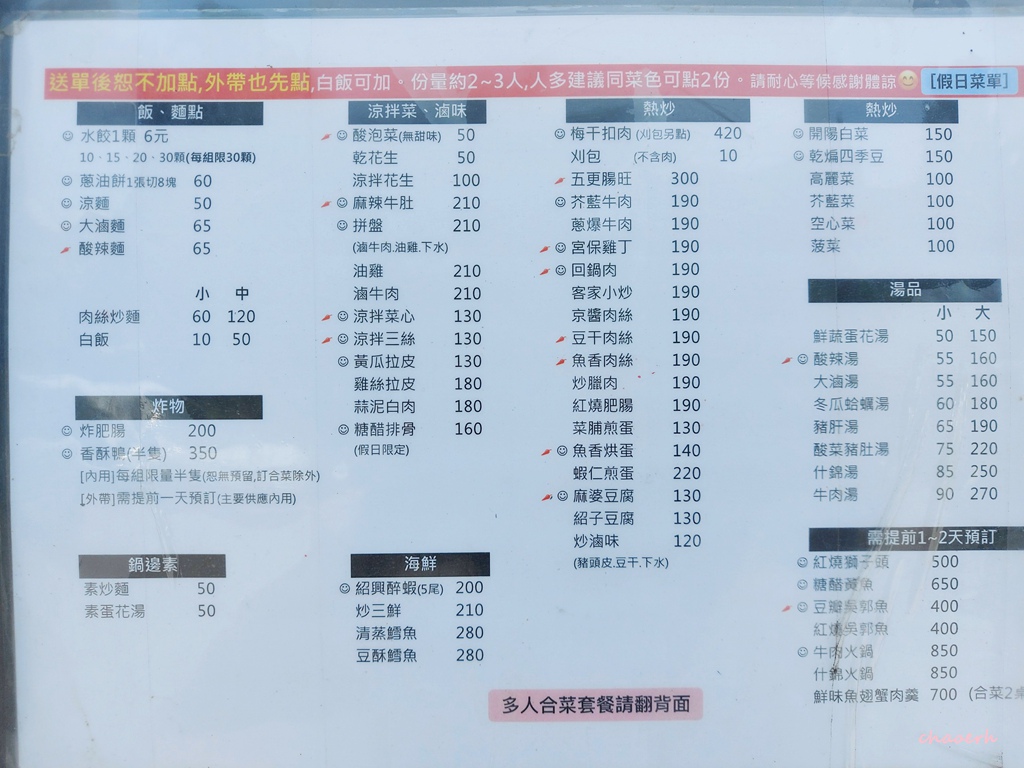 送單後恕不加點,外帶也先點,白飯可加。份量約2~3人,人多建議同菜色可點2份。請耐心等候感謝體諒😊 [假日菜單]
飯、麵點
☺ 水餃1顆 6元
10・15・20・30顆(每組限30顆)
☺ 蔥油餅1張切8塊 60
☺ 涼麵 50
☺ 大滷麵 65
酸辣麵 65
小 中
肉絲炒麵 60 120
白飯 10 50
炸物
☺ 炸肥腸 200
☺ 香酥鴨(半隻) 350
[內用]每組限量半隻(恕無預留,訂合菜除外)
[外帶]需提前一天預訂(主要供應內用)
鍋邊素
素炒麵 50
素蛋花湯 50
涼拌菜、滷味
☺ 酸泡菜(無甜味) 50
乾花生 50
涼拌花生 100
☺ 麻辣牛肚 210
☺ 拼盤 210
(滷牛肉.油雞.下水)
油雞 210
滷牛肉 210
☺ 涼拌菜心 130
☺ 涼拌三絲 130
☺ 黃瓜拉皮 130
雞絲拉皮 180
蒜泥白肉 180
☺ 糖醋排骨 160
(假日限定)
海鮮
☺ 紹興醉蝦(5尾) 200
炒三鮮 210
清蒸鱈魚 280
豆酥鱈魚 280
熱炒
☺ 梅干扣肉 (刈包另點) 420
刈包 (不含肉) 10
五更腸旺 300
☺ 芥藍牛肉 190
蔥爆牛肉 190
☺ 宮保雞丁 190
☺ 回鍋肉 190
客家小炒 190
京醬肉絲 190
豆干肉絲 190
魚香肉絲 190
炒臘肉 190
紅燒肥腸 190
菜脯煎蛋 130
☺ 魚香烘蛋 140
蝦仁煎蛋 220
☺ 麻婆豆腐 130
紹子豆腐 130
炒滷味 120
(豬頭皮.豆干.下水)
多人合菜套餐請翻背面
熱炒
☺ 開陽白菜 150
☺ 乾煸四季豆 150
高麗菜 100
芥藍菜 100
空心菜 100
菠菜 100
湯品
小 大
鮮蔬蛋花湯 50 150
☺ 酸辣湯 55 160
大滷湯 55 160
冬瓜蛤蠣湯 60 180
豬肝湯 65 190
酸菜豬肚湯 75 220
什錦湯 85 250
牛肉湯 90 270
需提前1~2天預訂
☺ 紅燒獅子頭 500
☺ 糖醋黃魚 650
☺ 豆瓣吳郭魚 400
紅燒吳郭魚 400
☺ 牛肉火鍋 850
什錦火鍋 850
鮮味魚翅蟹肉羹 700 (合菜2桌